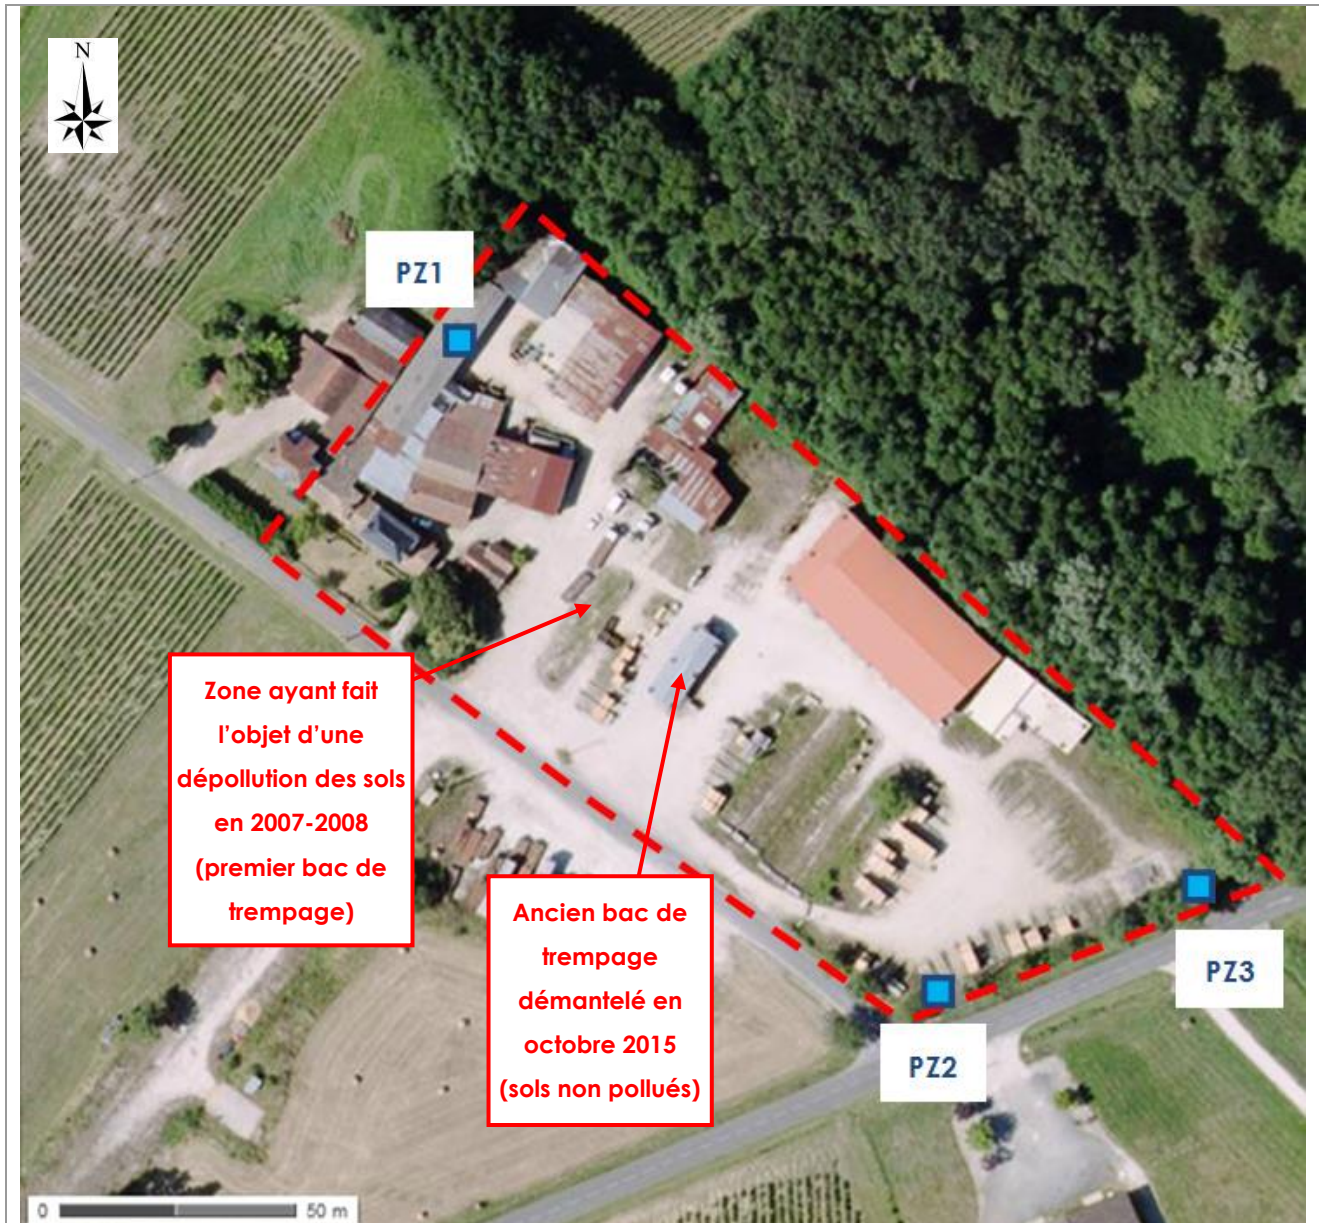 N
PZ1
Zone ayant fait
l’objet d’une
dépollution des sols
en 2007-2008
(premier bac de
trempage)
Ancien bac de
trempage
démantelé en
octobre 2015
(sols non pollués)
PZ3
PZ2
0 50 m